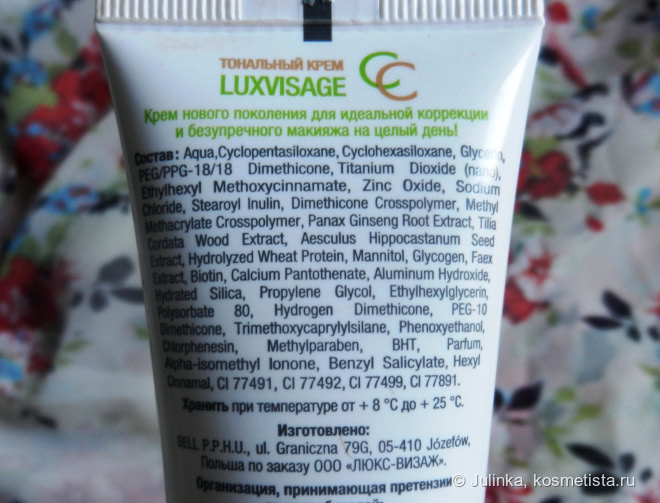 ТОНАЛЬНЫЙ КРЕМ
LUXVISAGE CC
Крем нового поколения для идеальной коррекции
и безупречного макияжа на целый день!
Состав: Aqua,Cyclopentasiloxane, Cyclohexasiloxane, Glycerin,
PEG/PPG-18/18 Dimethicone, Titanium Dioxide (nano),
Ethylhexyl Methoxycinnamate, Zinc Oxide, Sodium
Chloride, Stearoyl Inulin, Dimethicone Crosspolymer, Methyl
Methacrylate Crosspolymer, Panax Ginseng Root Extract, Tilia
Cordata Wood Extract, Aesculus Hippocastanum Seed
Extract, Hydrolyzed Wheat Protein, Mannitol, Glycogen, Faex
Extract, Biotin, Calcium Pantothenate, Aluminum Hydroxide,
Hydrated Silica, Propylene Glycol, Ethylhexylglycerin,
Polysorbate 80, Hydrogen Dimethicone, PEG-10
Dimethicone, Trimethoxycaprylylsilane, Phenoxyethanol,
Chlorphenesin, Methylparaben, BHT, Parfum,
Alpha-isomethyl Ionone, Benzyl Salicylate, Hexyl
Cinnamal, CI 77491, CI 77492, CI 77499, CI 77891.
Хранить при температуре от + 8 °C до + 25 °C.
Изготовлено:
BELL P.P.H.U., ul. Graniczna 79G, 05-410 Józefów,
Польша по заказу ООО «ЛЮКС-ВИЗАЖ».
Организация, принимающая претензии
© Julinka, kosmetista.ru